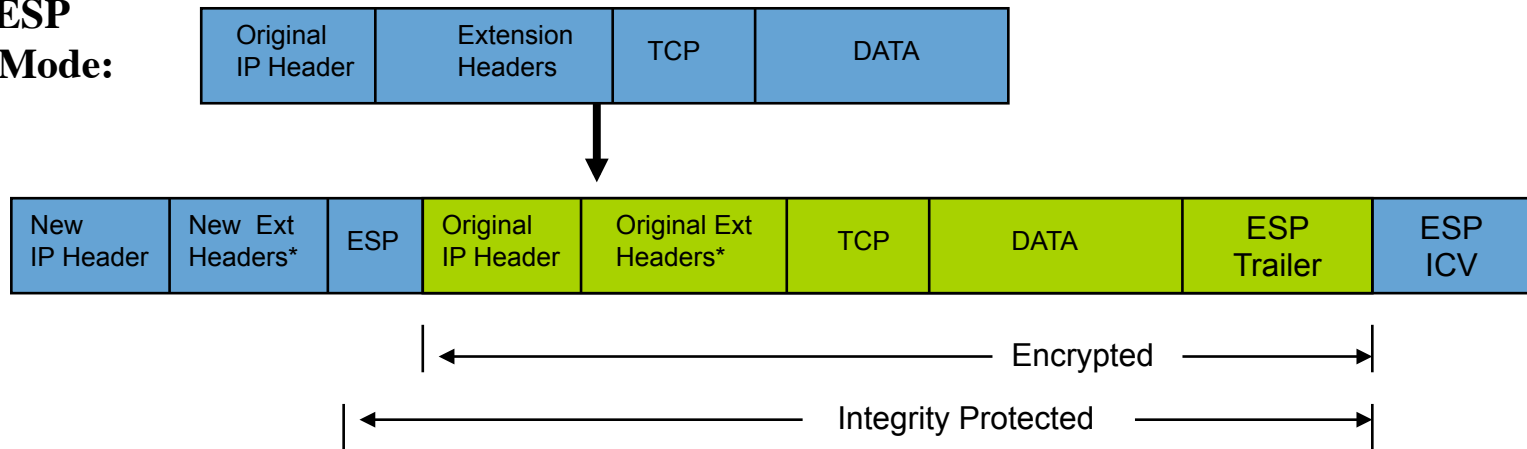 ESP
Mode:
Original
IP Header
Extension
Headers
TCP
DATA
New
IP Header
New Ext
Headers*
ESP
Original
IP Header
Original Ext
Headers*
TCP
DATA
ESP
Trailer
ESP
ICV
Encrypted
Integrity Protected